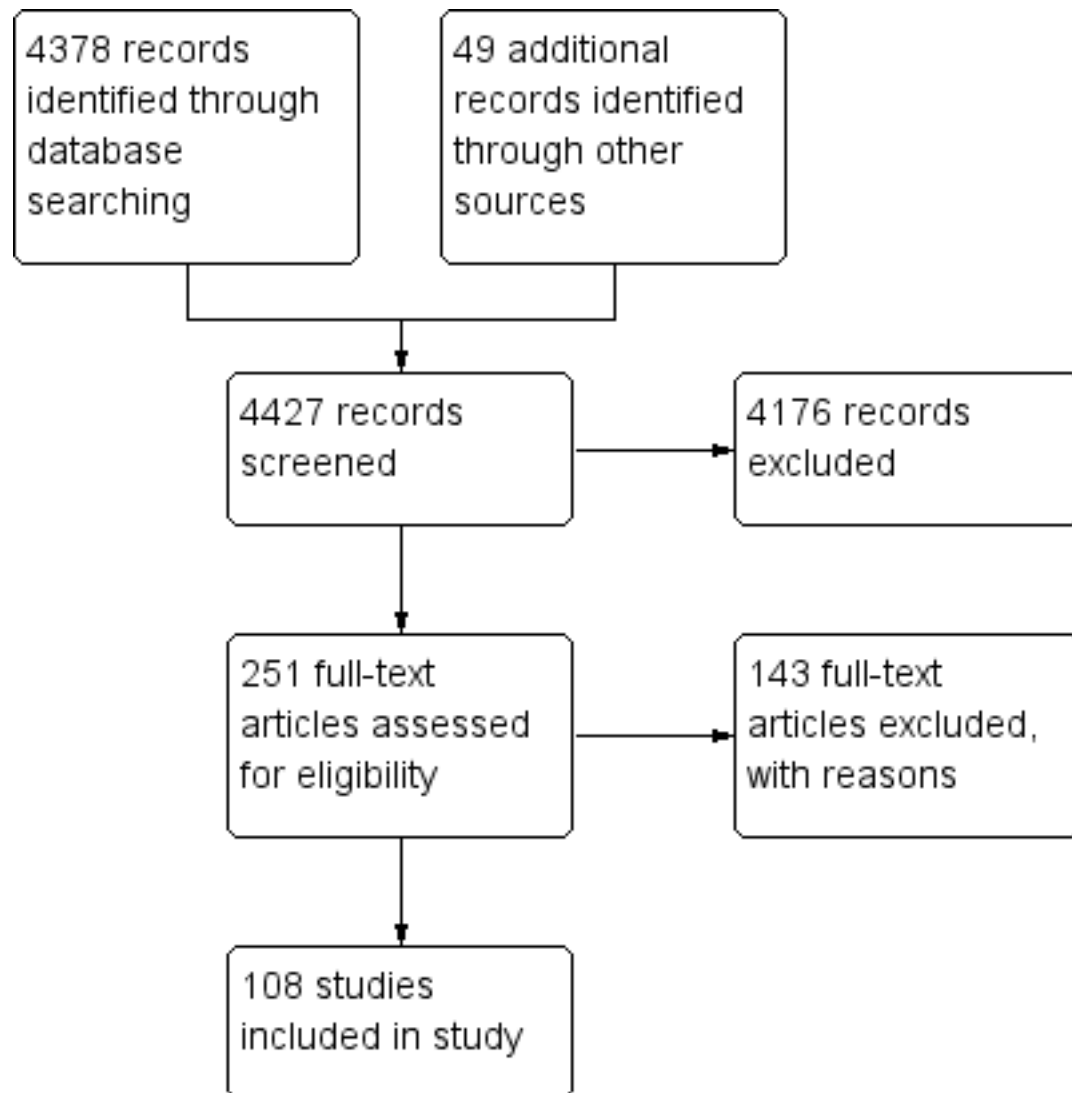 4378 records
identified through
database
searching
49 additional
records identified
through other
sources
4427 records
screened
4176 records
excluded
251 full-text
articles assessed
for eligibility
143 full-text
articles excluded,
with reasons
108 studies
included in study